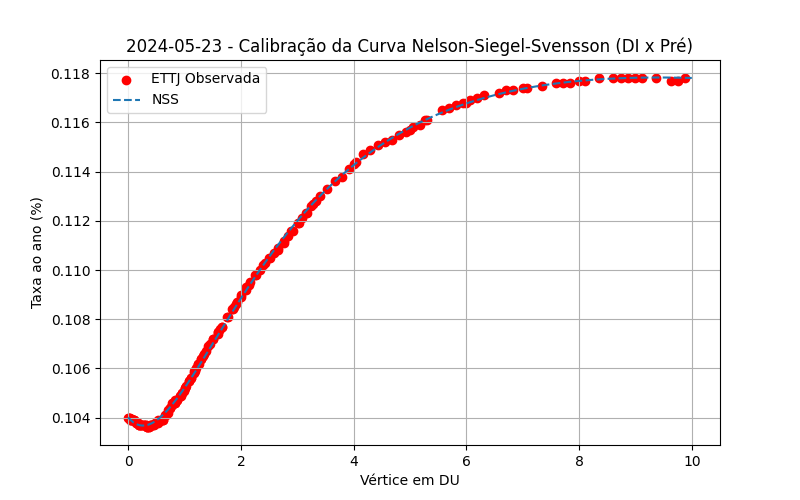 2024-05-23 - Calibração da Curva Nelson-Siegel-Svensson (DI x Pré)
ETTJ Observada
NSS
Taxa ao ano (%)
0.118
0.116
0.114
0.112
0.110
0.108
0.106
0.104
0 2 4 6 8 10
Vértice em DU